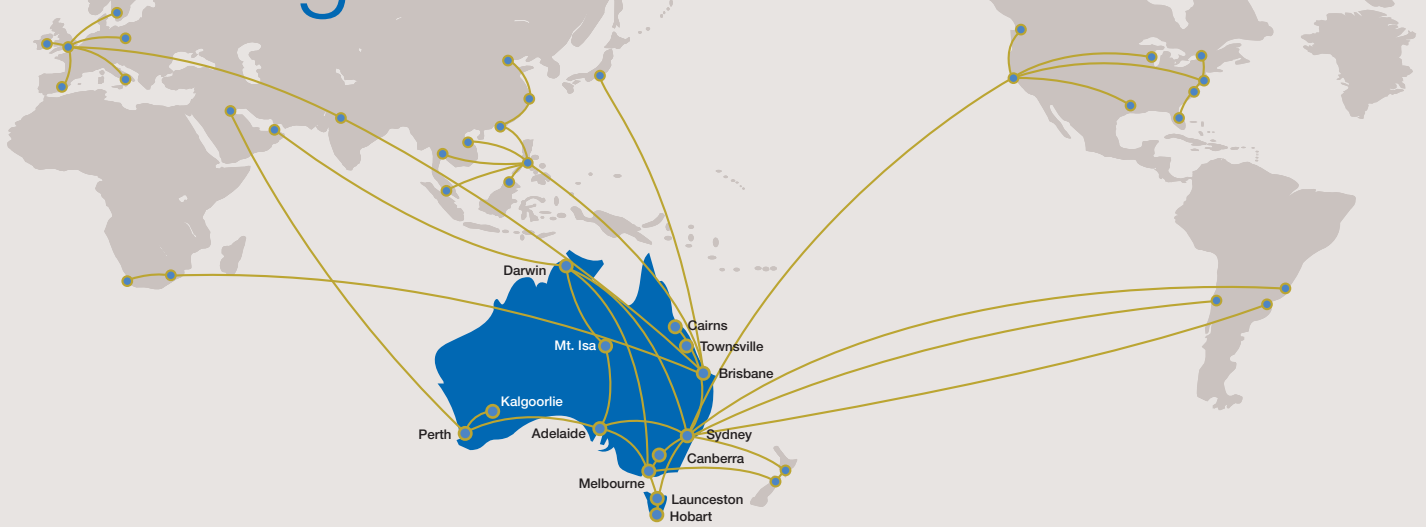 g
Darwin
Cairns
Mt. Isa
Townsville
Brisbane
Kalgoorlie
Perth
Adelaide
Sydney
Canberra
Melbourne
Launceston
Hobart